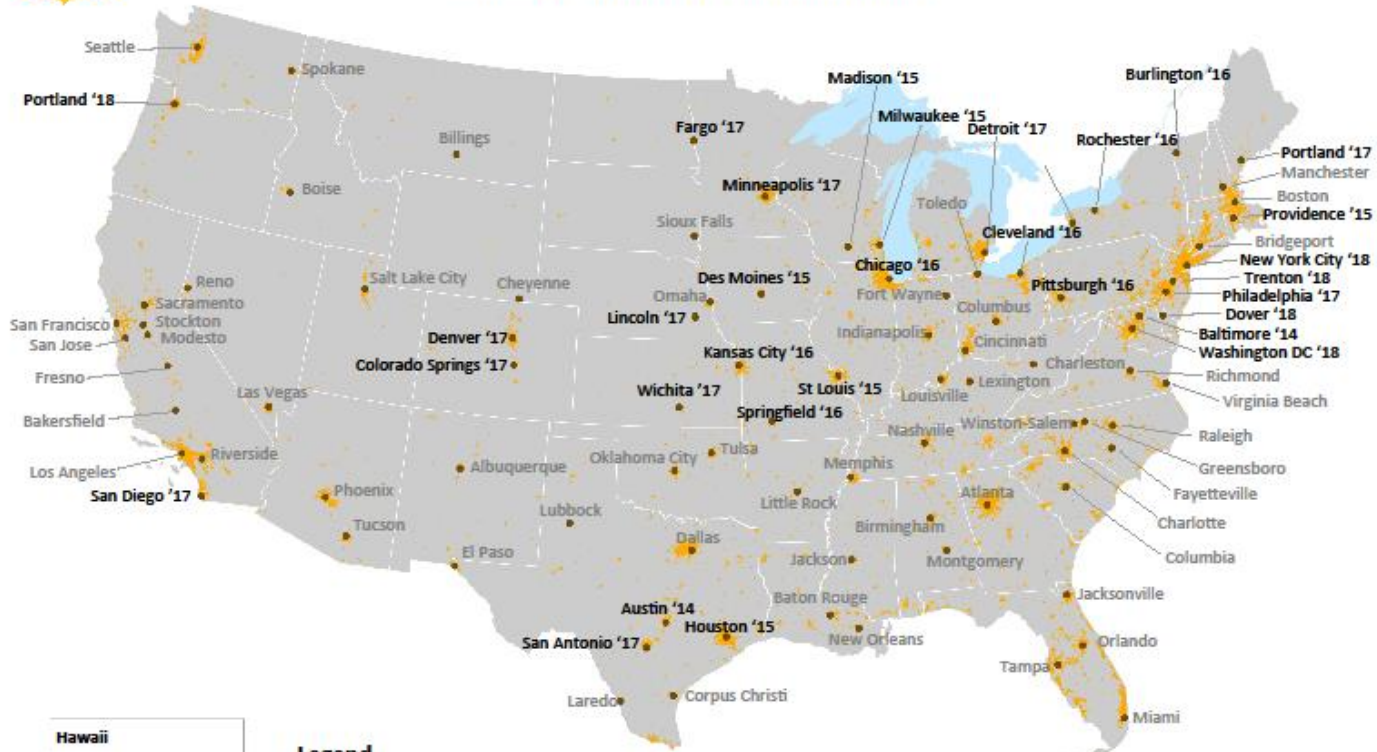 Seattle
Spokane
Portland ‘18
Billings
Boise
Fargo ‘17
Minneapolis ‘17
Sioux Falls
Madison ‘15
Milwaukee ‘15
Detroit ‘17
Burlington ‘16
Rochester ‘16
Portland ‘17
Manchester
Boston
Providence ‘15
Bridgeport
New York City ‘18
Trenton ‘18
Philadelphia ‘17
Dover ‘18
Baltimore ‘14
Washington DC ‘18
Toledo
Cleveland ‘16
Chicago ‘16
Fort Wayne
Pittsburgh ‘16
Columbus
Indianapolis
Cincinnati
Charleston
Richmond
Virginia Beach
Lexington
Louisville
Reno
Sacramento
Stockton
Modesto
San Francisco
San Jose
Fresno
Bakersfield
Las Vegas
Los Angeles
Riverside
San Diego ‘17
Salt Lake City
Cheyenne
Denver ‘17
Colorado Springs ‘17
Des Moines ‘15
Omaha
Lincoln ‘17
Kansas City ‘16
St Louis ‘15
Wichita ‘17
Springfield ‘16
Phoenix
Tucson
Albuquerque
El Paso
Lubbock
Oklahoma City
Tulsa
Little Rock
Memphis
Nashville
Winston-Salem
Raleigh
Greensboro
Fayetteville
Charlotte
Columbia
Atlanta
Birmingham
Montgomery
Jackson
Dallas
Austin ‘14
Houston ‘15
San Antonio ‘17
Laredo
Corpus Christi
Baton Rouge
New Orleans
Jacksonville
Orlando
Tampa
Miami
Hawaii
Legend